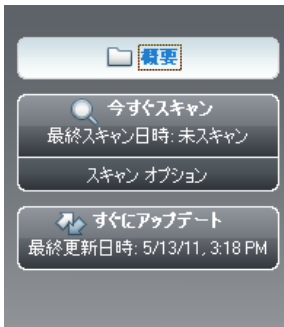 概要
今すぐスキャン
最終スキャン日時: 未スキャン
スキャン オプション
すぐにアップデート
最終更新日時: 5/13/11, 3:18 PM